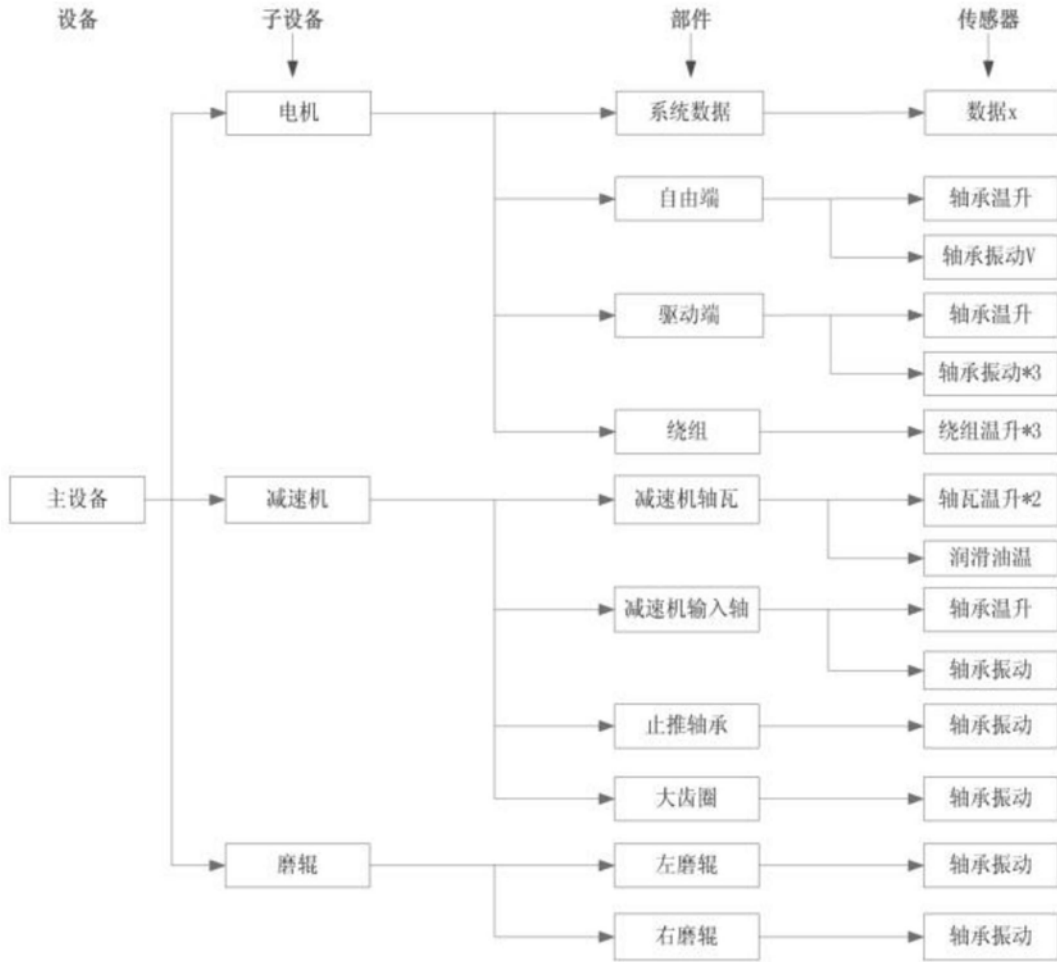 设备 子设备 部件 传感器
电机 系统数据 数据x
自由端 轴承温升
轴承振动V
驱动端 轴承温升
轴承振动*3
绕组 绕组温升*3
主设备 减速机 减速机轴瓦 轴瓦温升*2
润滑油温
减速机输入轴 轴承温升
轴承振动
止推轴承 轴承振动
大齿圈 轴承振动
磨辊 左磨辊 轴承振动
右磨辊 轴承振动